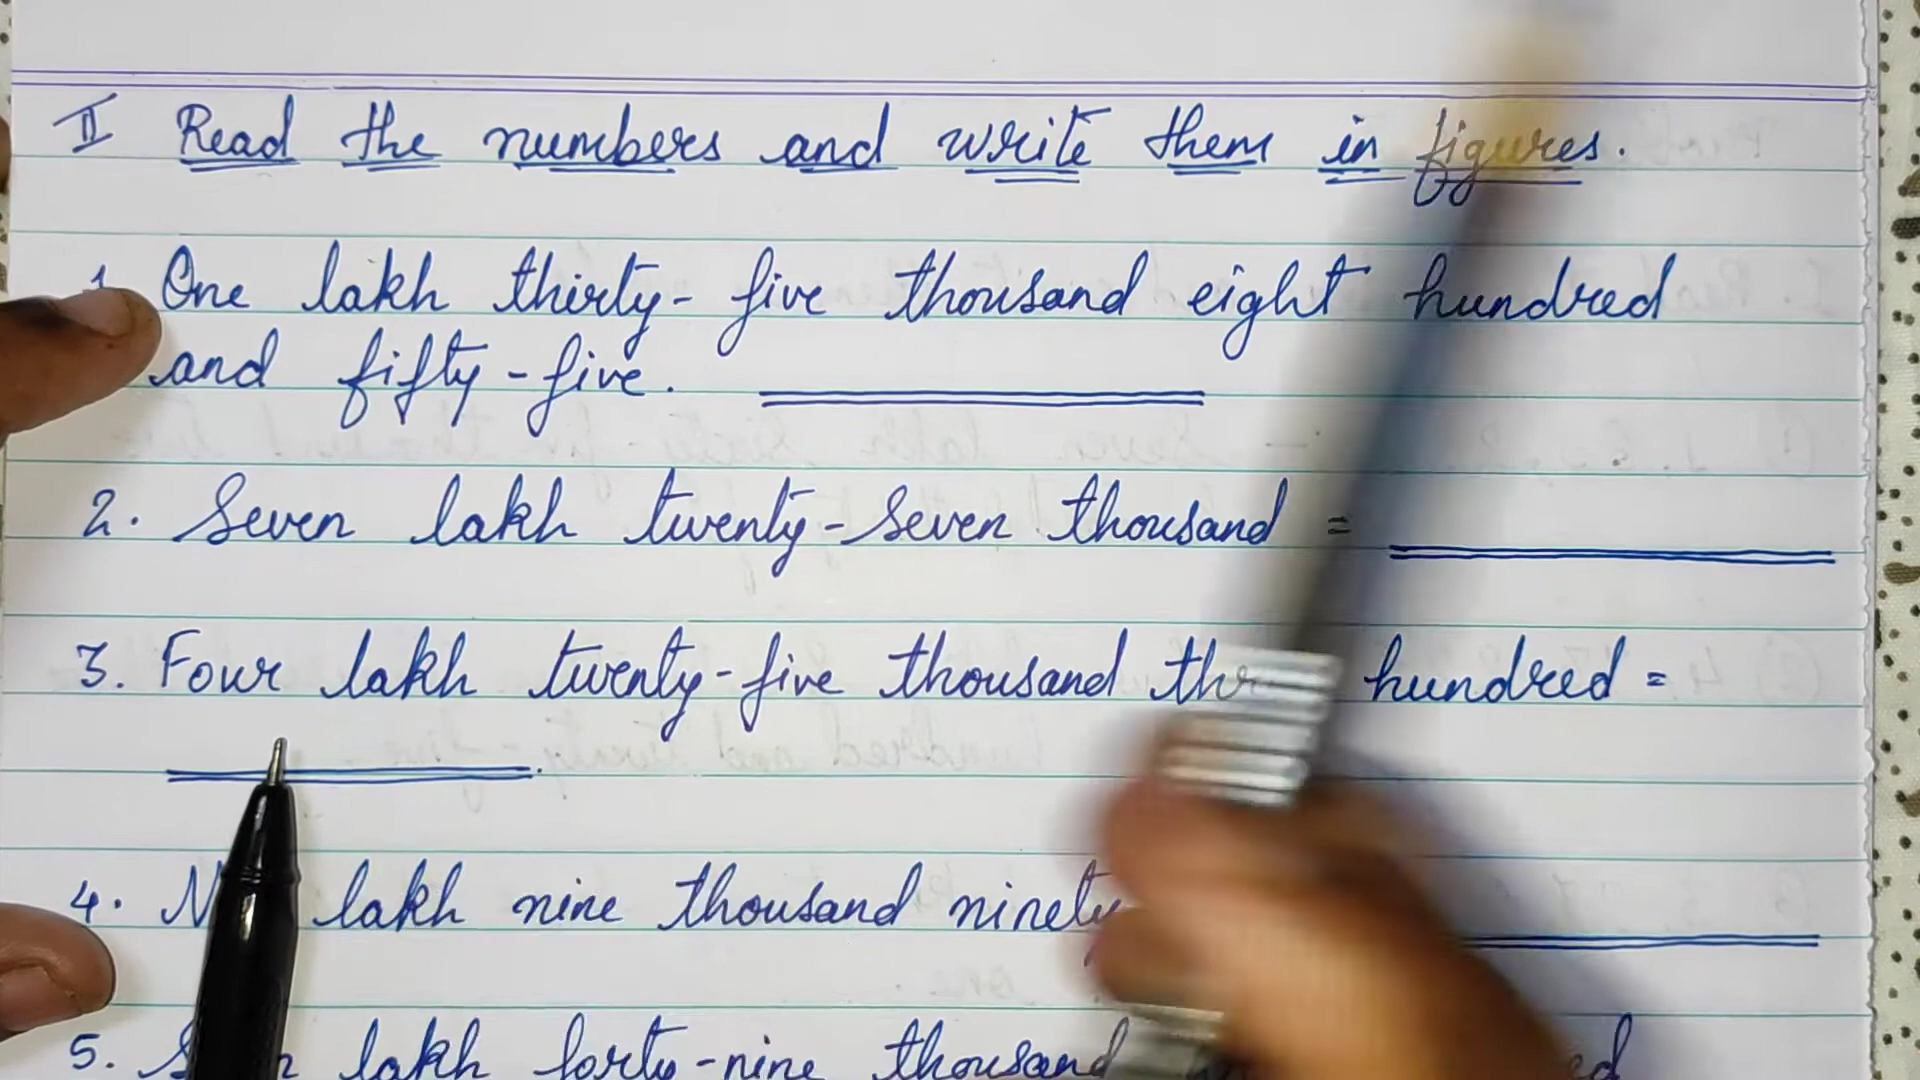 II Read the numbers and write them in figures.
1. One lakh thirty-five thousand eight hundred
and fifty-five.
2. Seven lakh twenty-seven thousand =
3. Four lakh twenty-five thousand hundred =
4. lakh nine thousand ninety
5. lakh forty-nine thousand